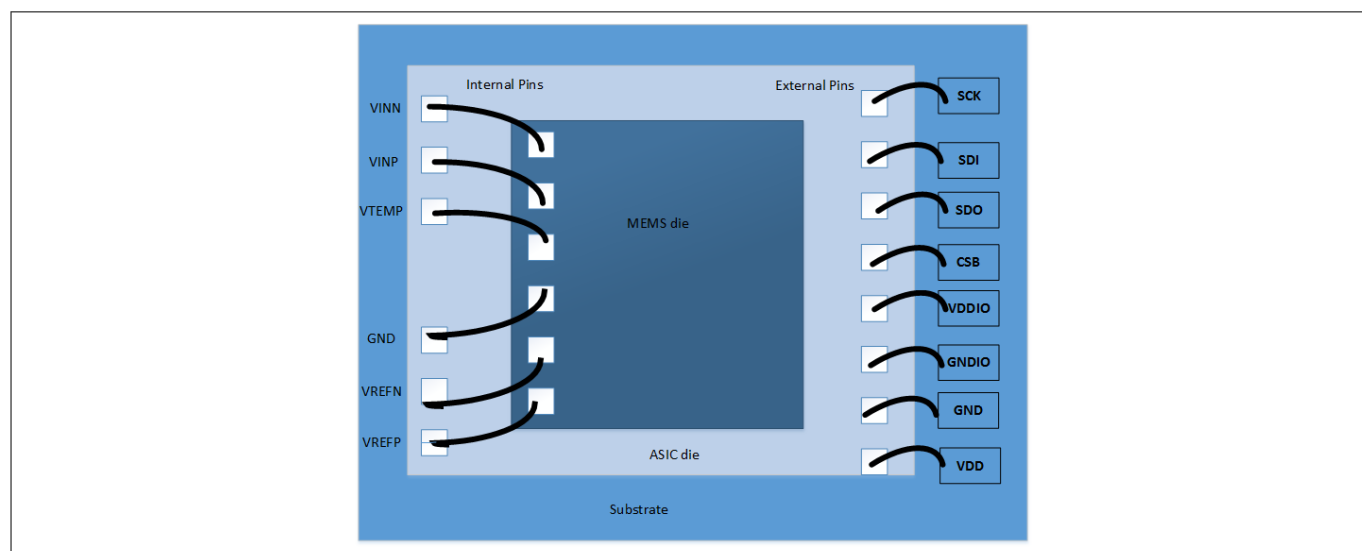 Internal Pins
External Pins
VINN
VINP
VTEMP
GND
VREFN
VREFP
MEMS die
ASIC die
Substrate
SCK
SDI
SDO
CSB
VDDIO
GNDIO
GND
VDD